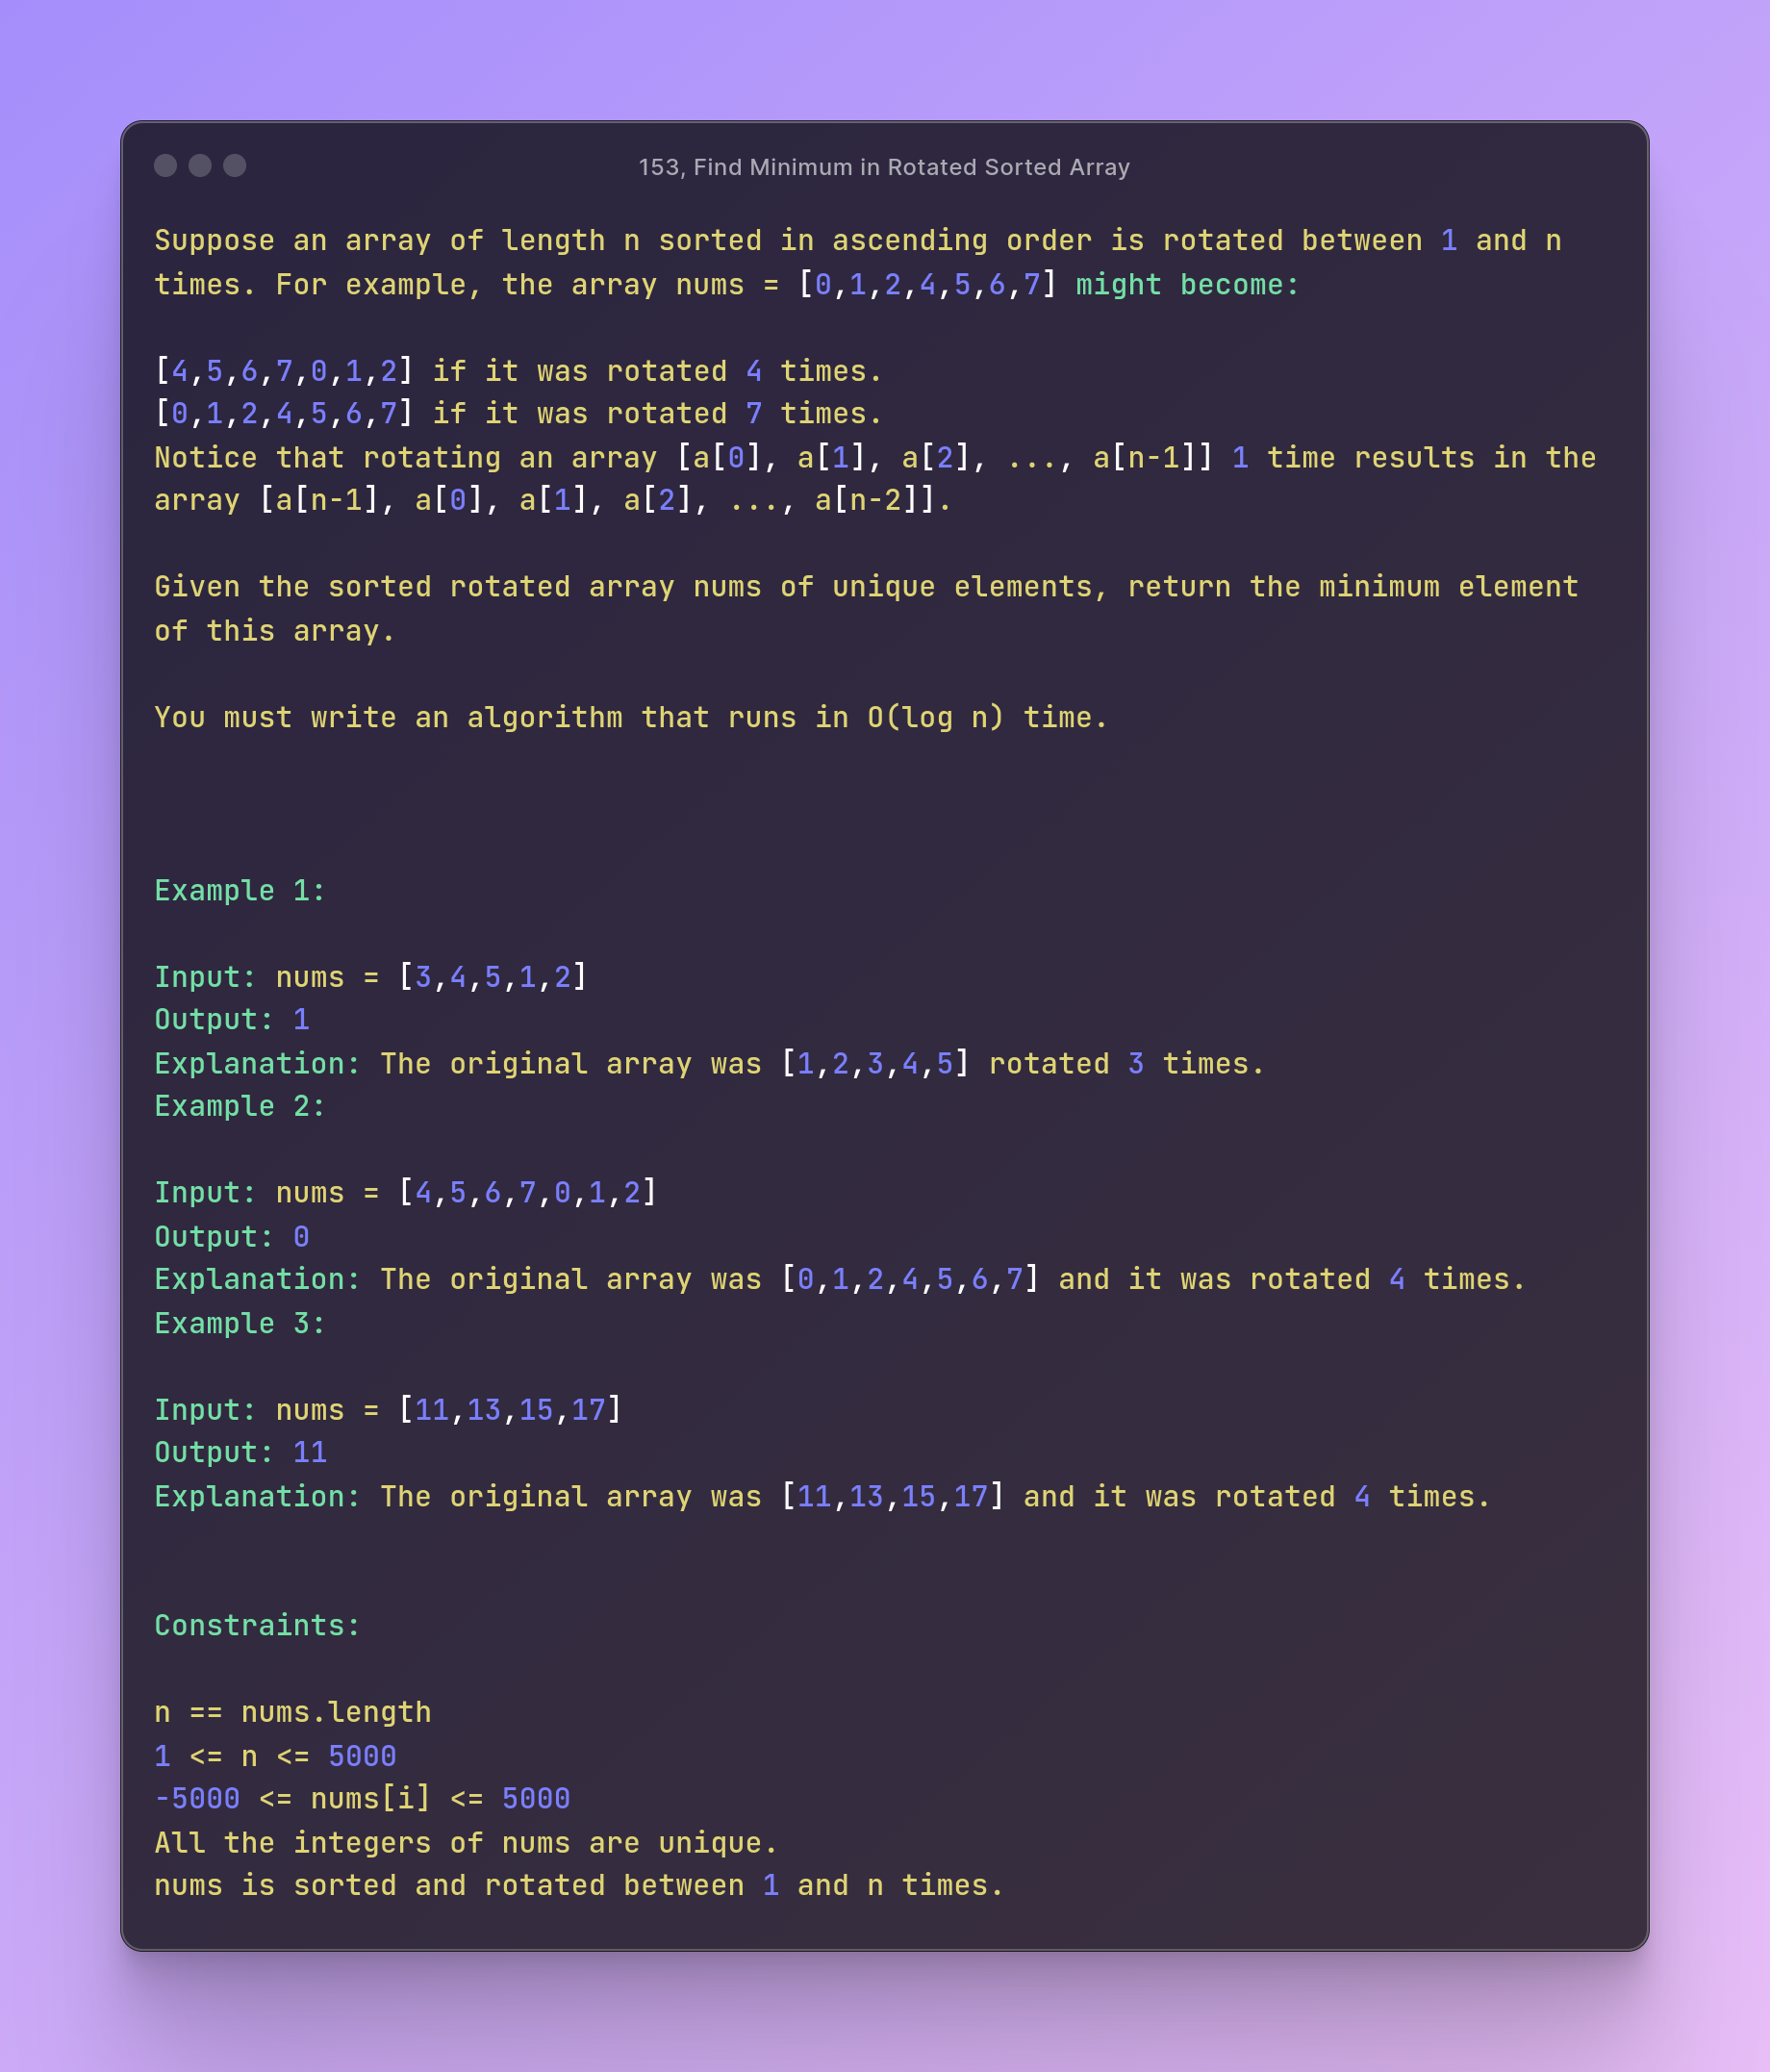 153, Find Minimum in Rotated Sorted Array
Suppose an array of length n sorted in ascending order is rotated between 1 and n
times. For example, the array nums = [0,1,2,4,5,6,7] might become:
[4,5,6,7,0,1,2] if it was rotated 4 times.
[0,1,2,4,5,6,7] if it was rotated 7 times.
Notice that rotating an array [a[0], a[1], a[2], ..., a[n-1]] 1 time results in the
array [a[n-1], a[0], a[1], a[2], ..., a[n-2]].
Given the sorted rotated array nums of unique elements, return the minimum element
of this array.
You must write an algorithm that runs in O(log n) time.
Example 1:
Input: nums = [3,4,5,1,2]
Output: 1
Explanation: The original array was [1,2,3,4,5] rotated 3 times.
Example 2:
Input: nums = [4,5,6,7,0,1,2]
Output: 0
Explanation: The original array was [0,1,2,4,5,6,7] and it was rotated 4 times.
Example 3:
Input: nums = [11,13,15,17]
Output: 11
Explanation: The original array was [11,13,15,17] and it was rotated 4 times.
Constraints:
n == nums.length
1 <= n <= 5000
-5000 <= nums[i] <= 5000
All the integers of nums are unique.
nums is sorted and rotated between 1 and n times.